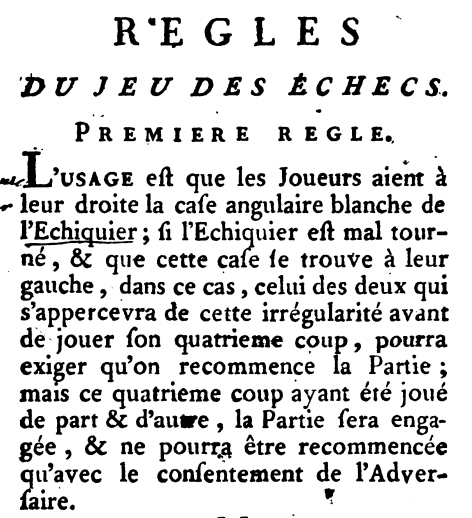 REGLES
DU JEU DES ÉCHECS.
PREMIERE REGLE.
L'USAGE eſt que les Joueurs aient à
leur droite la caſe angulaire blanche de
l'Echiquier ; ſi l'Echiquier eſt mal tour-
né , & que cette caſe ſe trouve à leur
gauche , dans ce cas , celui des deux qui
s'appercevra de cette irrégularité avant
de jouer ſon quatrieme coup , pourra
exiger qu'on recommence la Partie ;
mais ce quatrieme coup ayant été joué
de part & d'autre , la Partie ſera enga-
gée , & ne pourra être recommencée
qu'avec le conſentement de l'Adver-
ſaire.